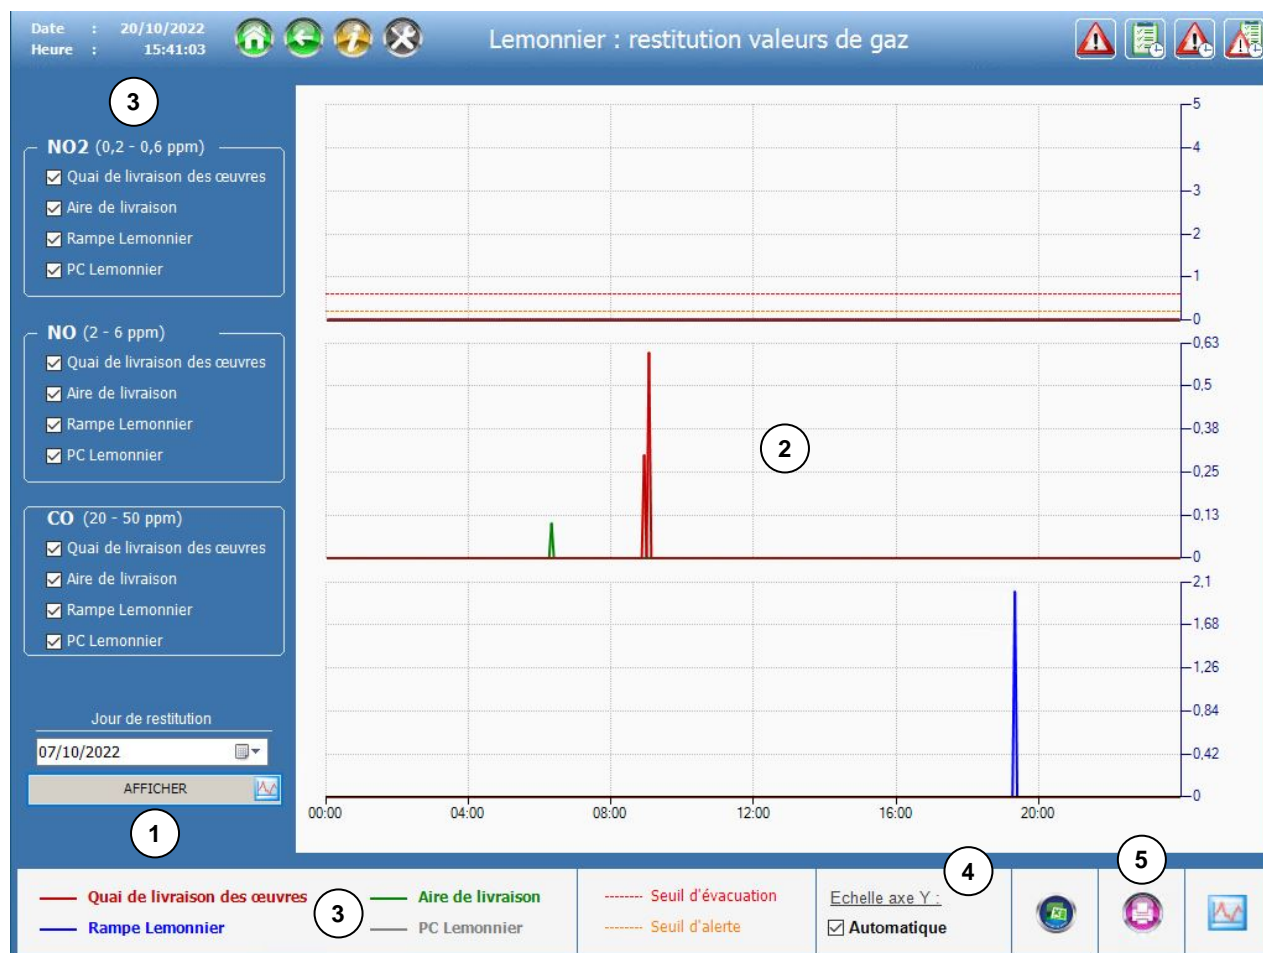 Date : 20/10/2022
Heure : 15:41:03
Lemonnier : restitution valeurs de gaz
3
NO2 (0,2 - 0,6 ppm)
Quai de livraison des œuvres
Aire de livraison
Rampe Lemonnier
PC Lemonnier
NO (2 - 6 ppm)
Quai de livraison des œuvres
Aire de livraison
Rampe Lemonnier
PC Lemonnier
CO (20 - 50 ppm)
Quai de livraison des œuvres
Aire de livraison
Rampe Lemonnier
PC Lemonnier
Jour de restitution
07/10/2022
AFFICHER
1
5
4
3
2
1
0
0,63
0,5
0,38
0,25
0,13
0
2
2,1
1,68
1,26
0,84
0,42
0
00:00 04:00 08:00 12:00 16:00 20:00
Quai de livraison des œuvres
Rampe Lemonnier
3
Aire de livraison
PC Lemonnier
Seuil d'évacuation
Seuil d'alerte
4
Echelle axe Y :
Automatique
5